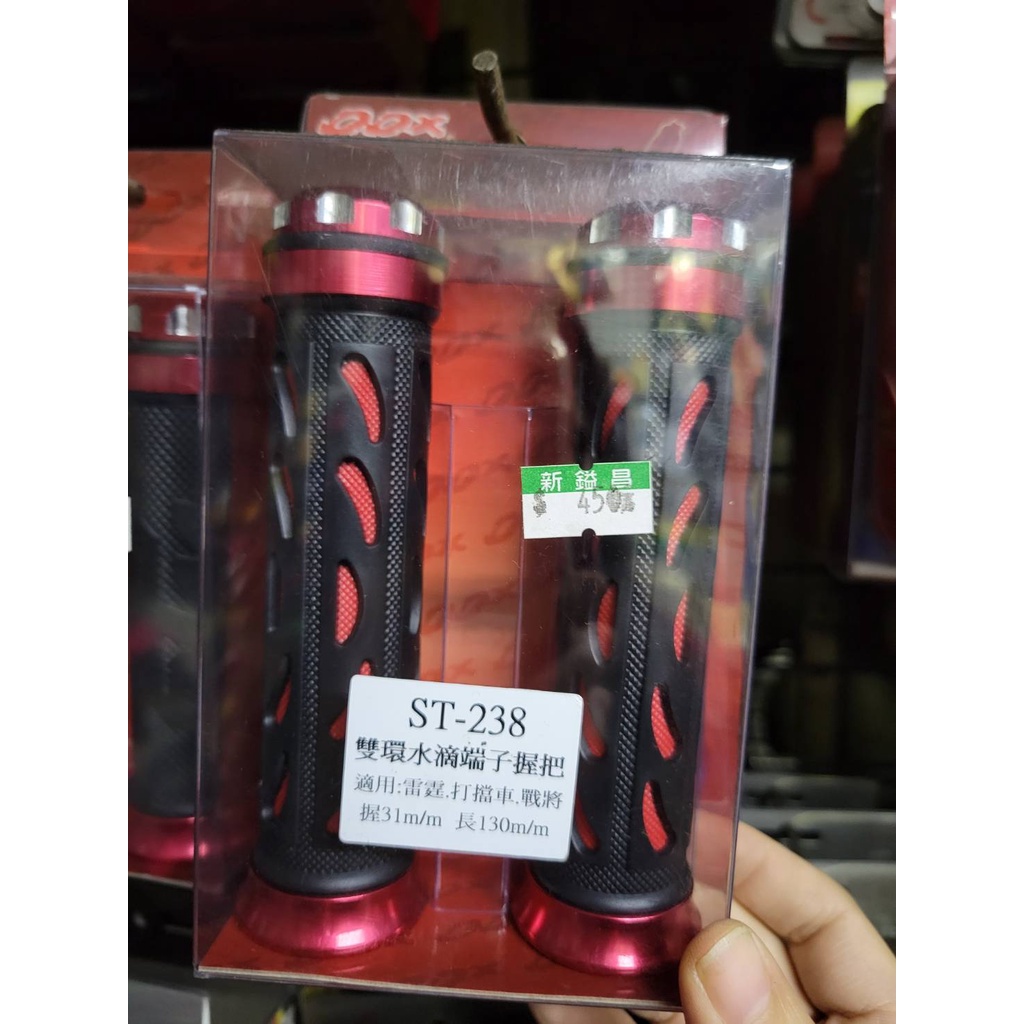 新鎰昌
$ 450
ST-238
雙環水滴端子握把
適用:雷霆.打擋車.戰將
握31m/m 長130m/m